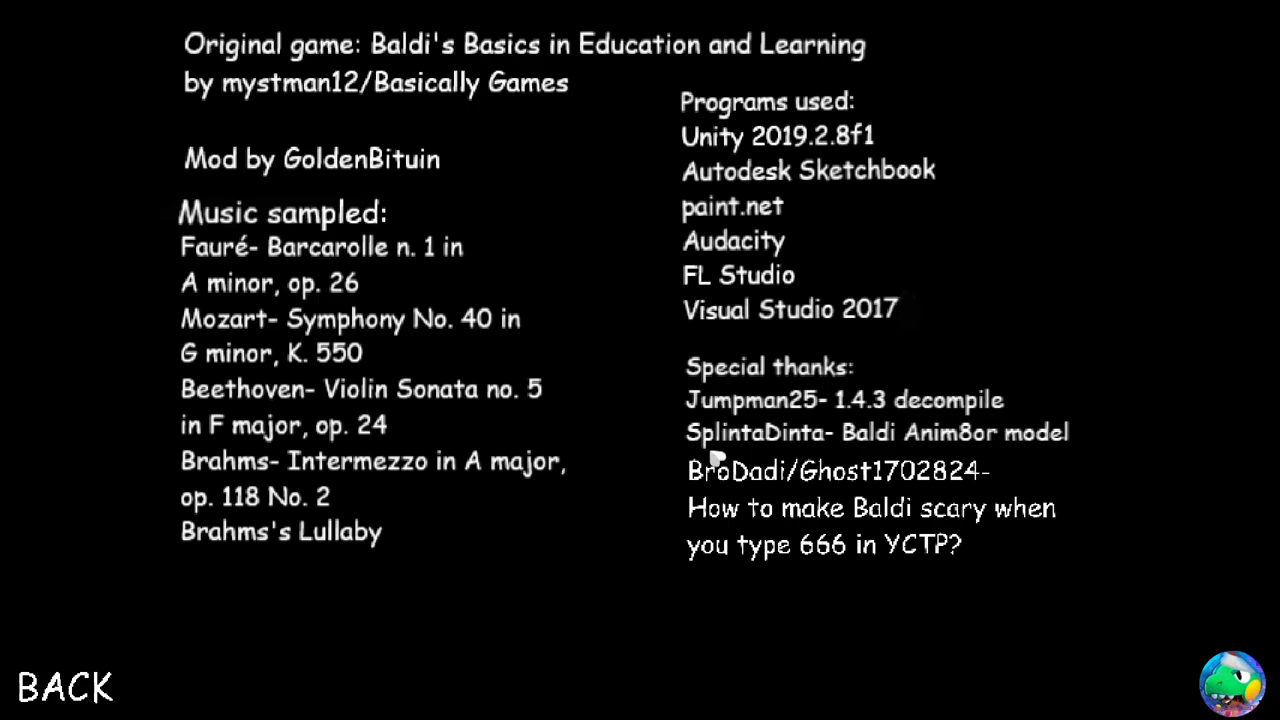 Original game: Baldi's Basics in Education and Learning
by mystman12/Basically Games
Mod by GoldenBituin
Music sampled:
Fauré- Barcarolle n. 1 in
A minor, op. 26
Mozart- Symphony No. 40 in
G minor, K. 550
Beethoven- Violin Sonata no. 5
in F major, op. 24
Brahms- Intermezzo in A major,
op. 118 No. 2
Brahms's Lullaby
Programs used:
Unity 2019.2.8f1
Autodesk Sketchbook
paint.net
Audacity
FL Studio
Visual Studio 2017
Special thanks:
Jumpman25- 1.4.3 decompile
SplintaDinta- Baldi Anim8or model
BroDadi/Ghost1702824-
How to make Baldi scary when
you type 666 in YCTP?
BACK